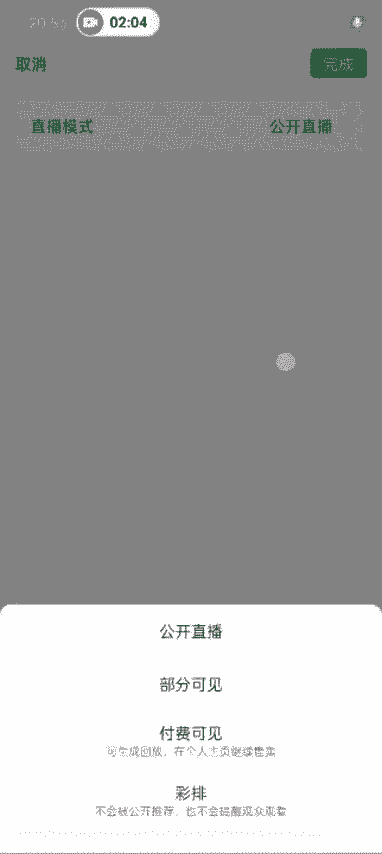 02:04
取消
完成
直播模式
公开直播
公开直播
部分可见
付费可见
可生成回放，在个人主页继续售卖
彩排
不会被公开推荐，也不会提醒观众观看